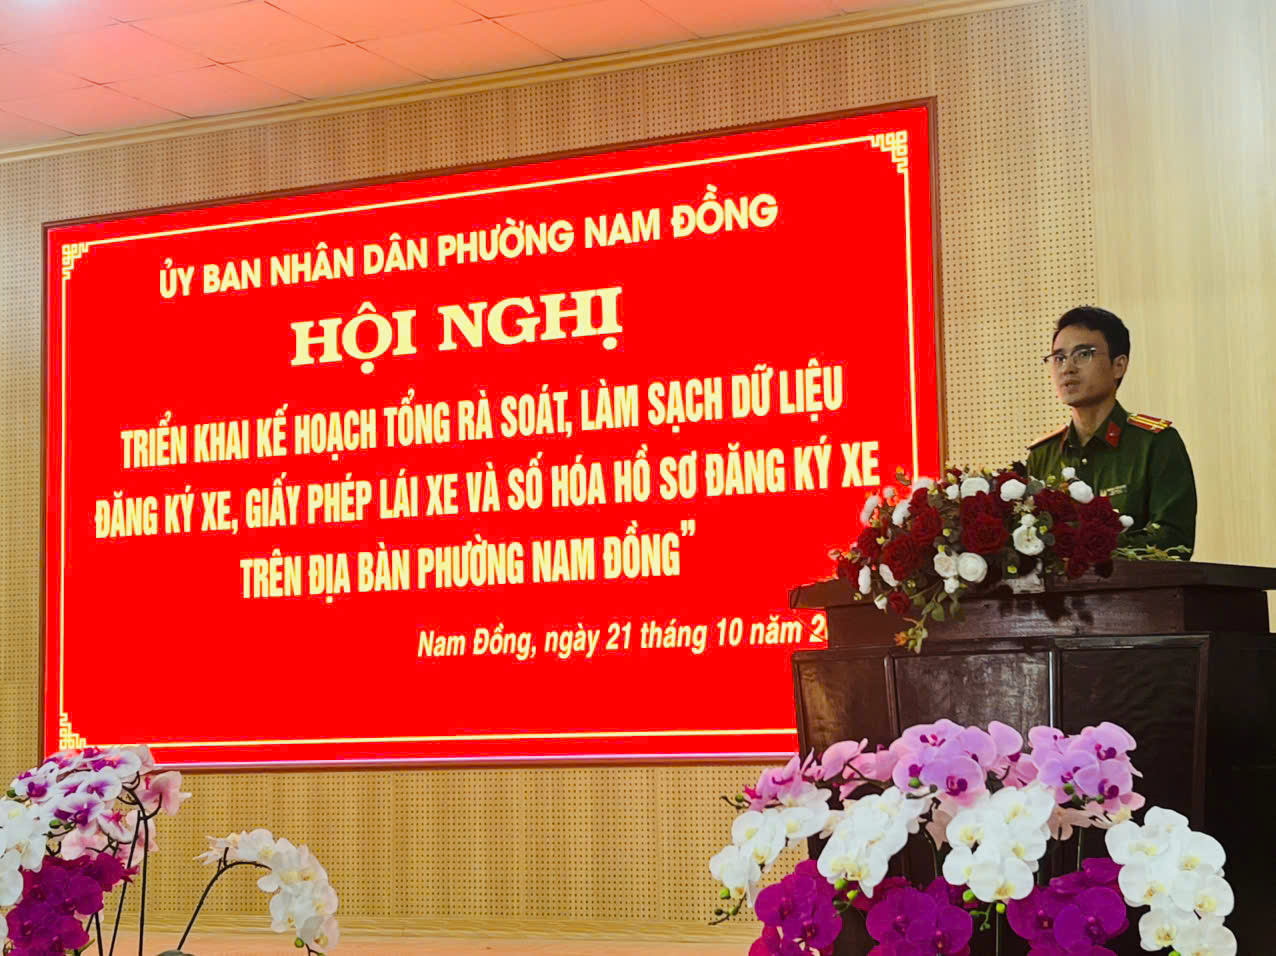 ỦY BAN NHÂN DÂN PHƯỜNG NAM ĐỒNG
HỘI NGHỊ
TRIỂN KHAI KẾ HOẠCH TỔNG RÀ SOÁT, LÀM SẠCH DỮ LIỆU
ĐĂNG KÝ XE, GIẤY PHÉP LÁI XE VÀ SỐ HÓA HỒ SƠ ĐĂNG KÝ XE
TRÊN ĐỊA BÀN PHƯỜNG NAM ĐỒNG”
Nam Đồng, ngày 21 tháng 10 năm 2